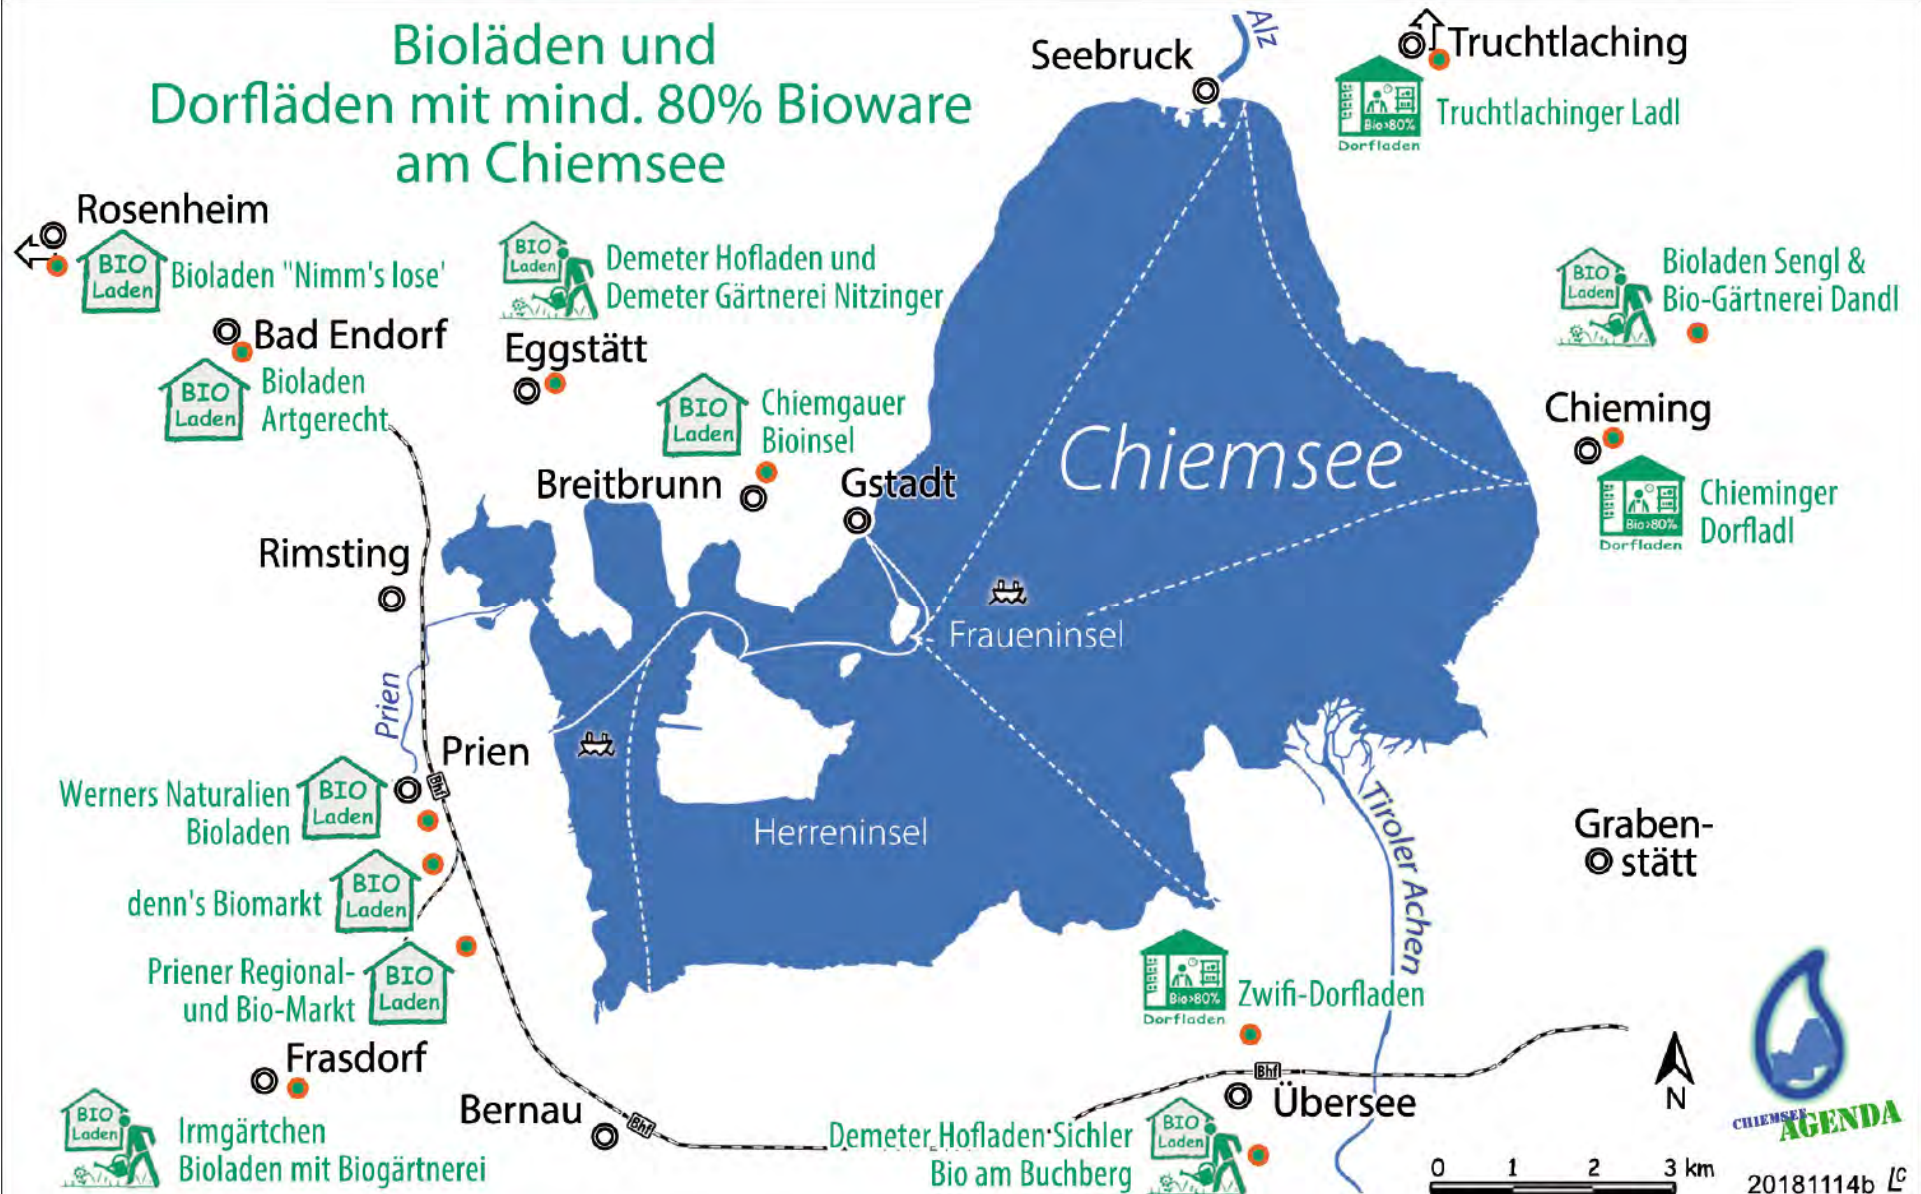 Bioläden und
Dorfläden mit mind. 80% Bioware
am Chiemsee
Alz
Seebruck
Truchtlaching
Bio>80%
Dorfladen
Truchtlachinger Ladl
Rosenheim
BIO
Laden
Bioladen "Nimm's lose'
BIO
Laden
Demeter Hofladen und
Demeter Gärtnerei Nitzinger
BIO
Laden
Bioladen Sengl &
Bio-Gärtnerei Dandl
Bad Endorf
BIO
Laden
Bioladen
Artgerecht
Eggstätt
BIO
Laden
Chiemgauer
Bioinsel
Chieming
Bio>80%
Dorfladen
Chieminger
Dorfladl
Breitbrunn
Gstadt
Chiemsee
Rimsting
Fraueninsel
Prien
Prien
Bhf
Werners Naturalien
Bioladen
BIO
Laden
Herreninsel
Tiroler Achen
Graben-
stätt
denn's Biomarkt
BIO
Laden
Priener Regional-
und Bio-Markt
BIO
Laden
Bio>80%
Dorfladen
Zwifi-Dorfladen
Frasdorf
BIO
Laden
Irmgärtchen
Bioladen mit Biogärtnerei
Bernau
Bhf
Bhf
Übersee
Demeter Hofladen Sichler
Bio am Buchberg
BIO
Laden
N
0 1 2 3 km
CHIEMSEE
AGENDA
20181114b LC